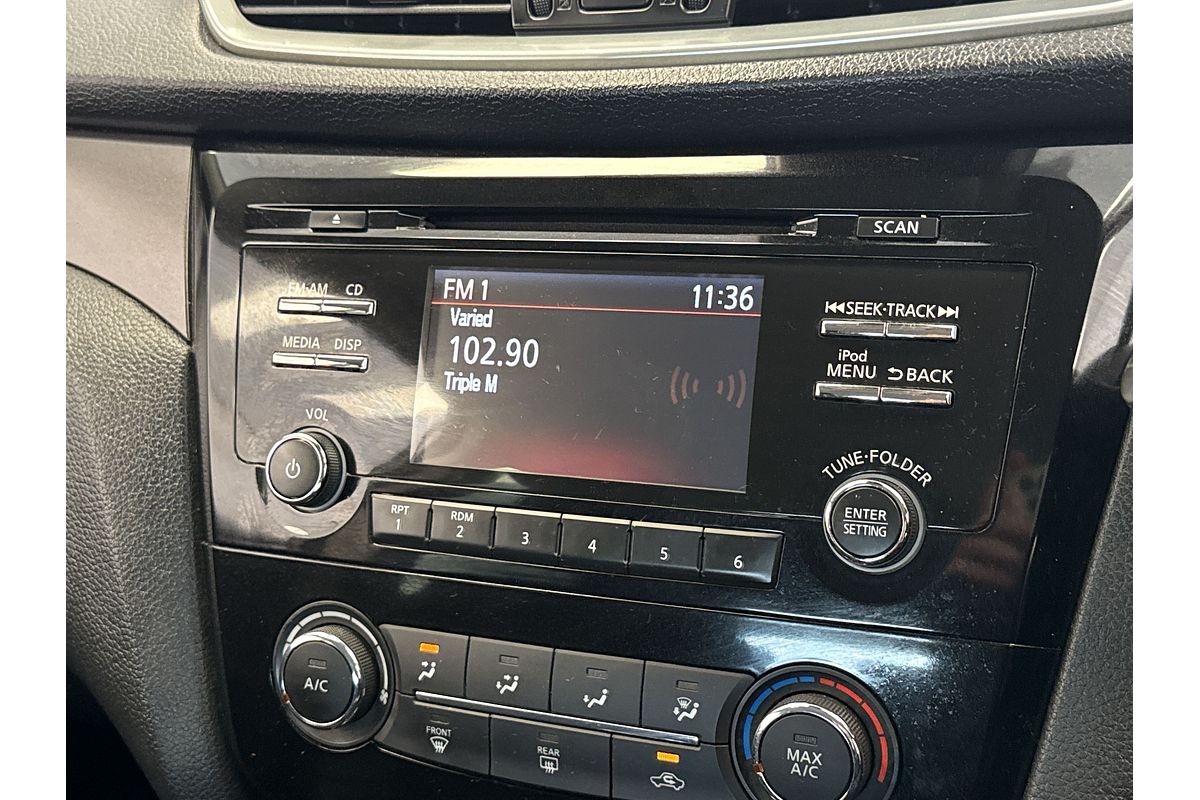 SCAN
FM·AM CD
FM 1 11:36
Varied
102.90
Triple M
MEDIA DISP
VOL
SEEK·TRACK
iPod
MENU BACK
TUNE·FOLDER
ENTER
SETTING
RPT
1
RDM
2
3
4
5
6
A/C
FRONT
REAR
MAX
A/C